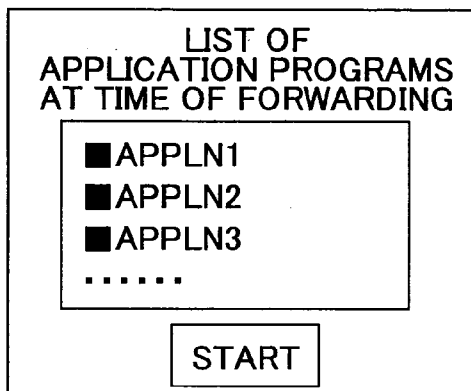 LIST OF
APPLICATION PROGRAMS
AT TIME OF FORWARDING
■APPLN1
■APPLN2
■APPLN3
......
START